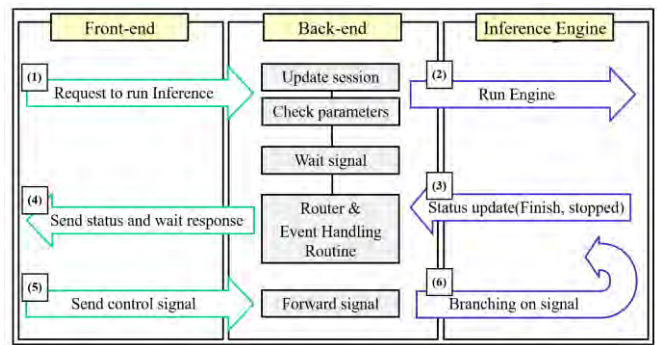 Front-end
Back-end
Inference Engine
(1)
Request to run Inference
Update session
Check parameters
(2)
Run Engine
Wait signal
(4)
Send status and wait response
Router &
Event Handling
Routine
(3)
Status update(Finish, stopped)
(5)
Send control signal
Forward signal
(6)
Branching on signal